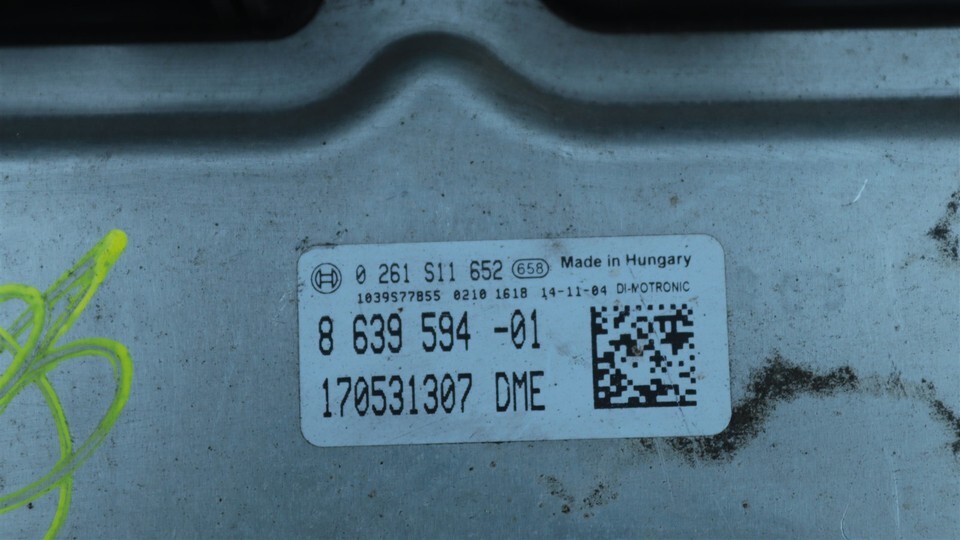 0 261 S11 652 658 Made in Hungary
1039S77855 0210 1618 14-11-04 DI-MOTRONIC
8 639 594 -01
170531307 DME